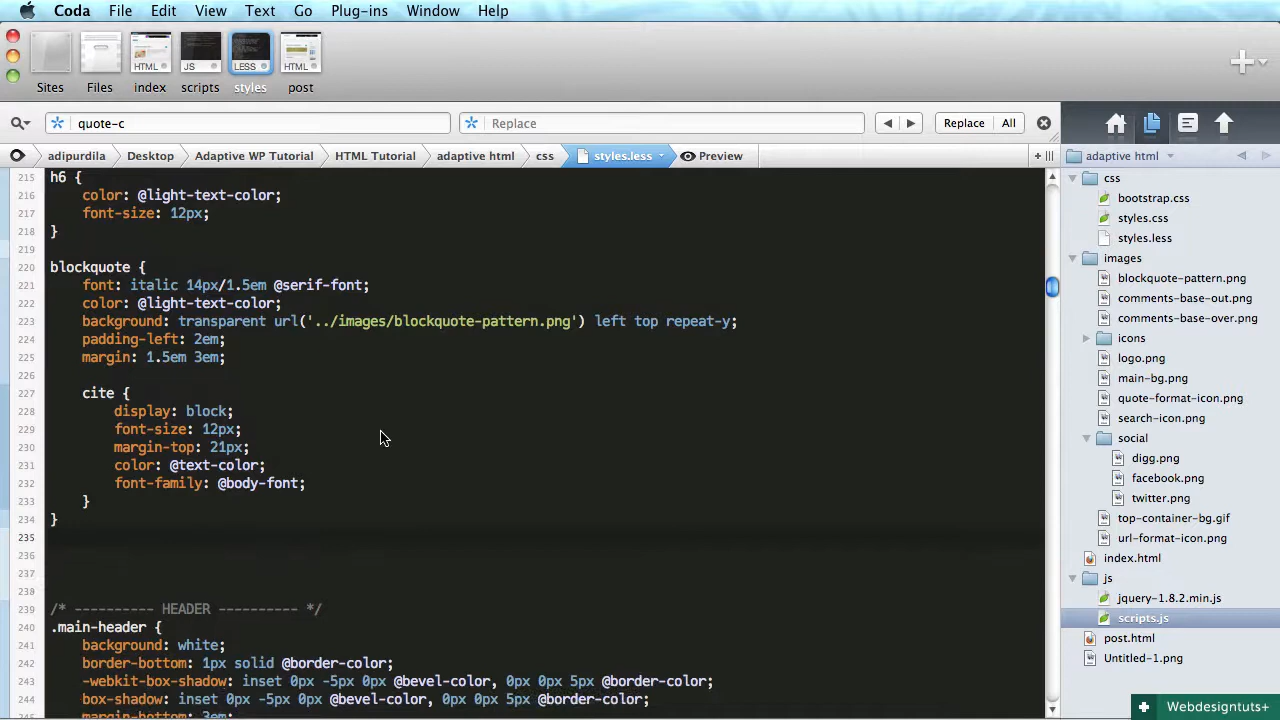 Coda File Edit View Text Go Plug-ins Window Help
HTML JS LESS HTML
Sites Files index scripts styles post
quote-c Replace Replace All
adipurdila Desktop Adaptive WP Tutorial HTML Tutorial adaptive html css styles.less Preview
215 h6 {
216 color: @light-text-color;
217 font-size: 12px;
218 }
219
220 blockquote {
221 font: italic 14px/1.5em @serif-font;
222 color: @light-text-color;
223 background: transparent url('../images/blockquote-pattern.png') left top repeat-y;
224 padding-left: 2em;
225 margin: 1.5em 3em;
226
227 cite {
228 display: block;
229 font-size: 12px;
230 margin-top: 21px;
231 color: @text-color;
232 font-family: @body-font;
233 }
234 }
235
236
237
238
239 /* ---------- HEADER ---------- */
240 .main-header {
241 background: white;
242 border-bottom: 1px solid @border-color;
243 -webkit-box-shadow: inset 0px -5px 0px @bevel-color, 0px 0px 5px @border-color;
244 box-shadow: inset 0px -5px 0px @bevel-color, 0px 0px 5px @border-color;
margin-bottom: 3em;
adaptive html
css
bootstrap.css
styles.css
styles.less
images
blockquote-pattern.png
comments-base-out.png
comments-base-over.png
icons
logo.png
main-bg.png
quote-format-icon.png
search-icon.png
social
digg.png
facebook.png
twitter.png
top-container-bg.gif
url-format-icon.png
index.html
js
jquery-1.8.2.min.js
scripts.js
post.html
Untitled-1.png
Webdesigntuts+